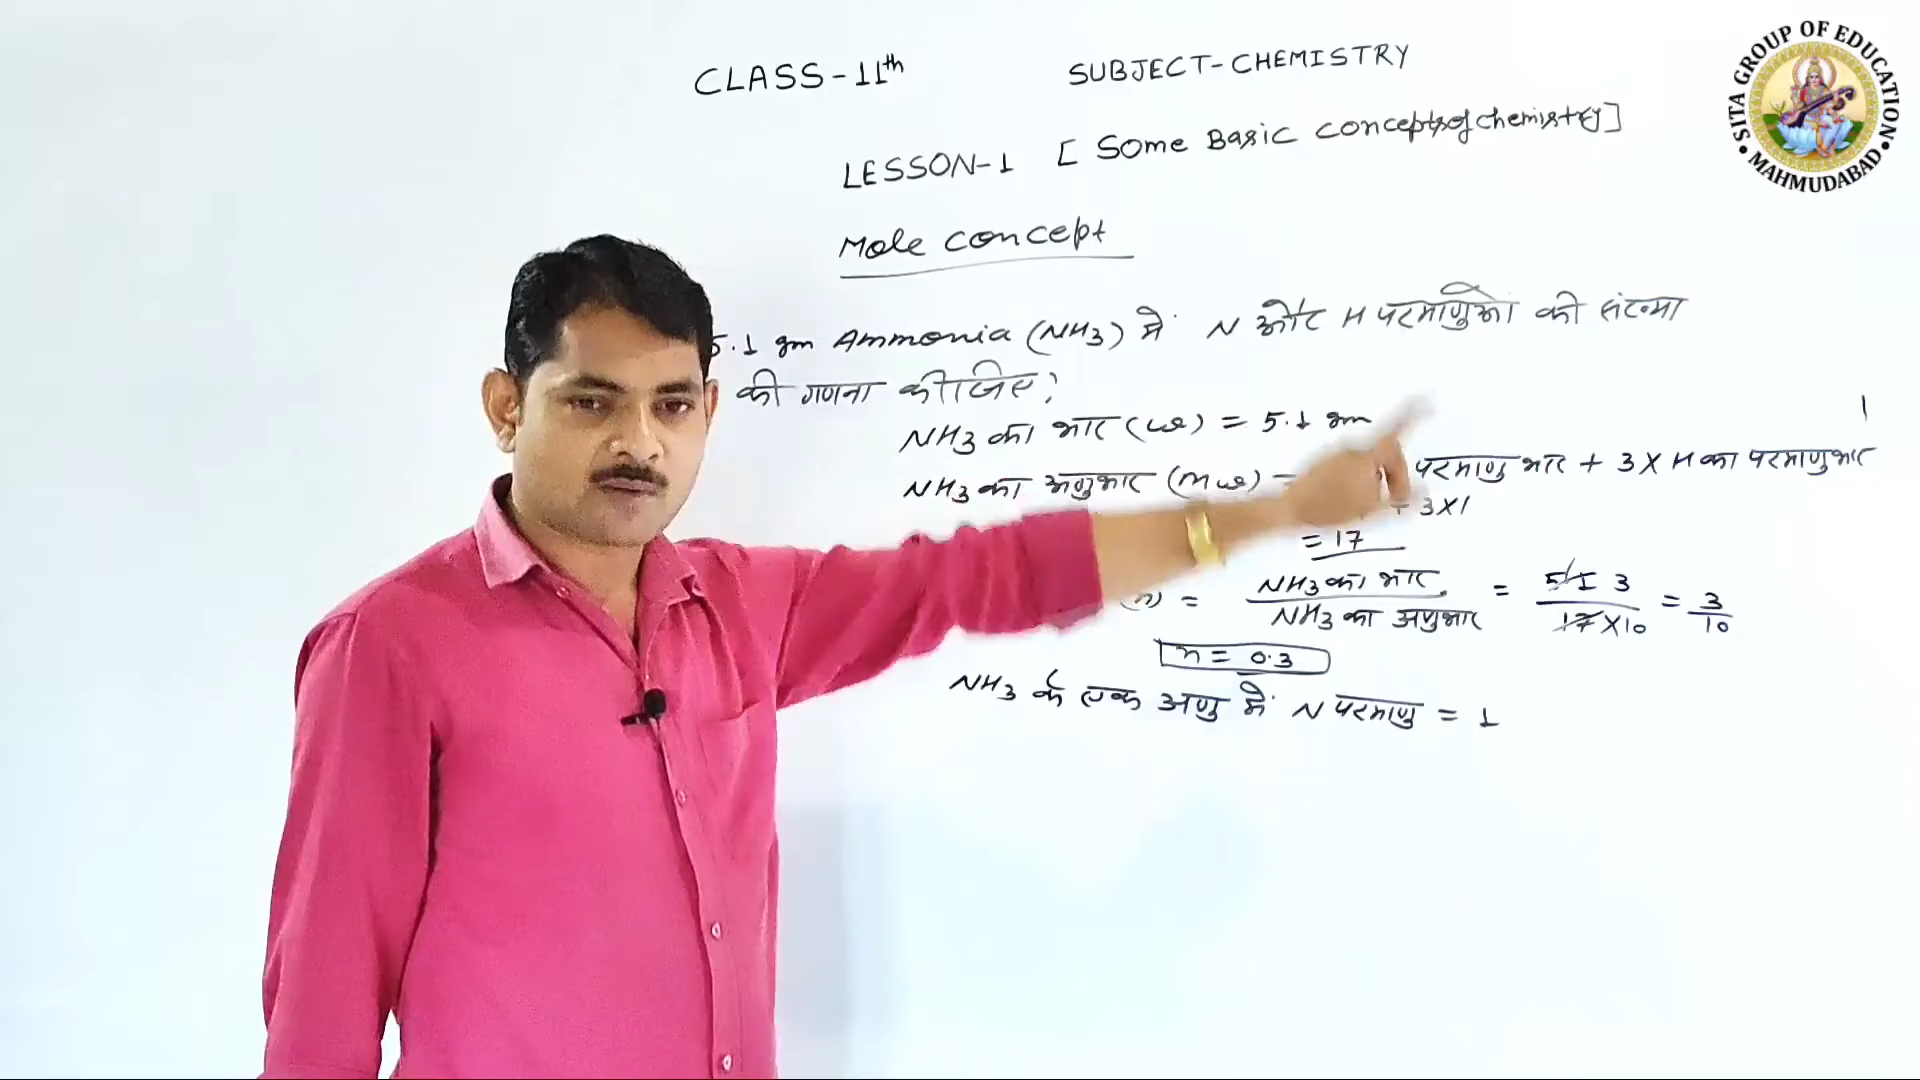 CLASS-11th SUBJECT-CHEMISTRY
LESSON-1 [Some Basic concepts of chemistry]
Mole concept
5.1 gm Ammonia (NH3) में N और H परमाणुओं की संख्या
की गणना कीजिए?
NH3 का भार (w) = 5.1 gm
NH3 का अणुभार (Mw) = परमाणु भार + 3 X H का परमाणुभार
+ 3X1
= 17
(n) = NH3 का भार / NH3 का अणुभार = 51 3 / 17 X10 = 3/10
n = 0.3
NH3 के एक अणु में N परमाणु = 1
SITA GROUP OF EDUCATION
MAHMUDABAD